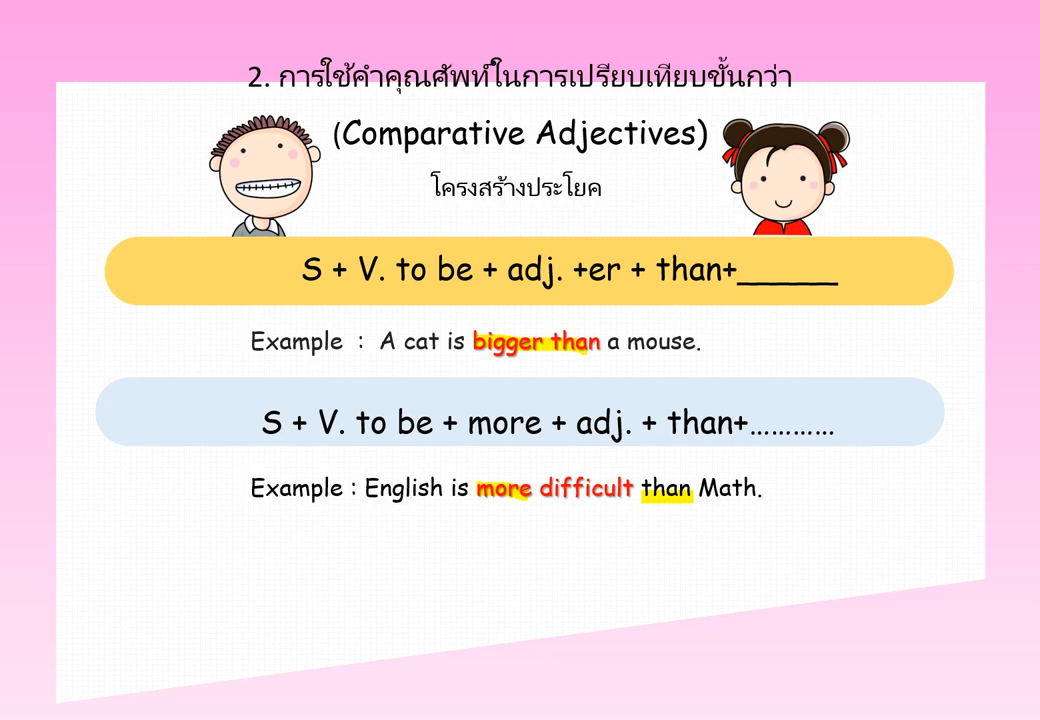 2. การใช้คำคุณศัพท์ในการเปรียบเทียบขั้นกว่า
(Comparative Adjectives)
โครงสร้างประโยค
S + V. to be + adj. +er + than+_____
Example : A cat is bigger than a mouse.
S + V. to be + more + adj. + than+…………
Example : English is more difficult than Math.